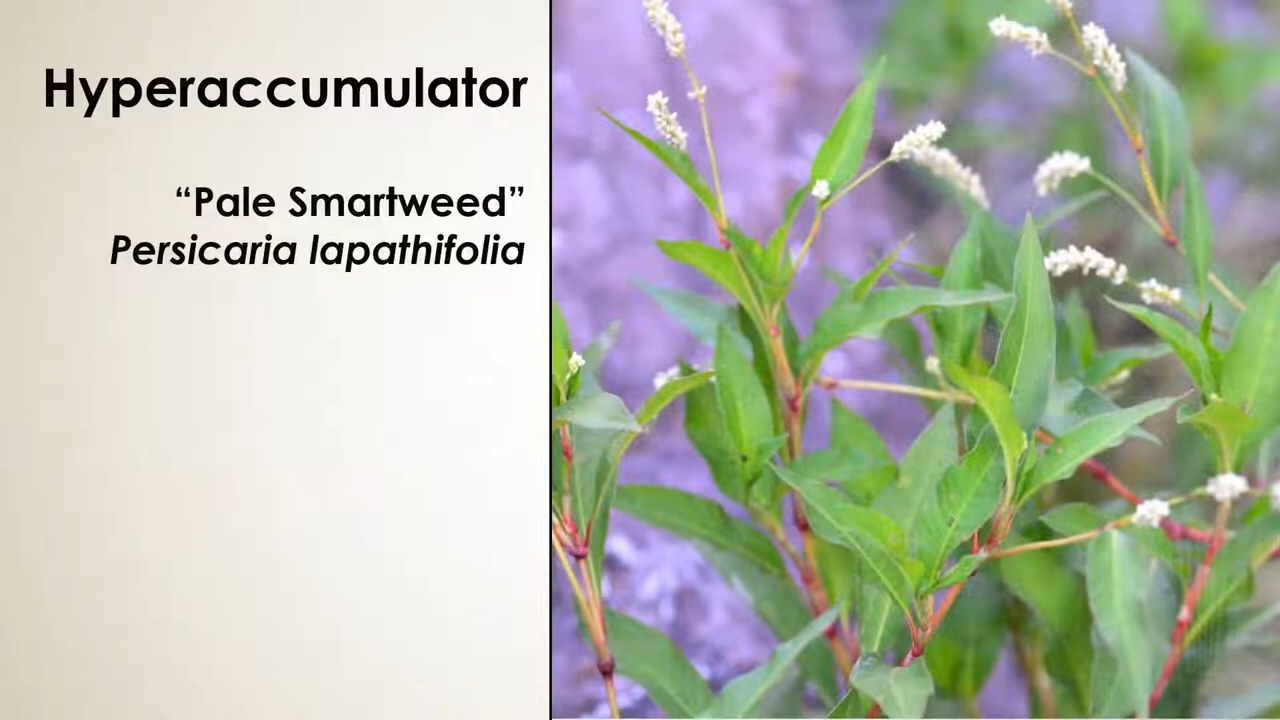 Hyperaccumulator
“Pale Smartweed”
Persicaria lapathifolia